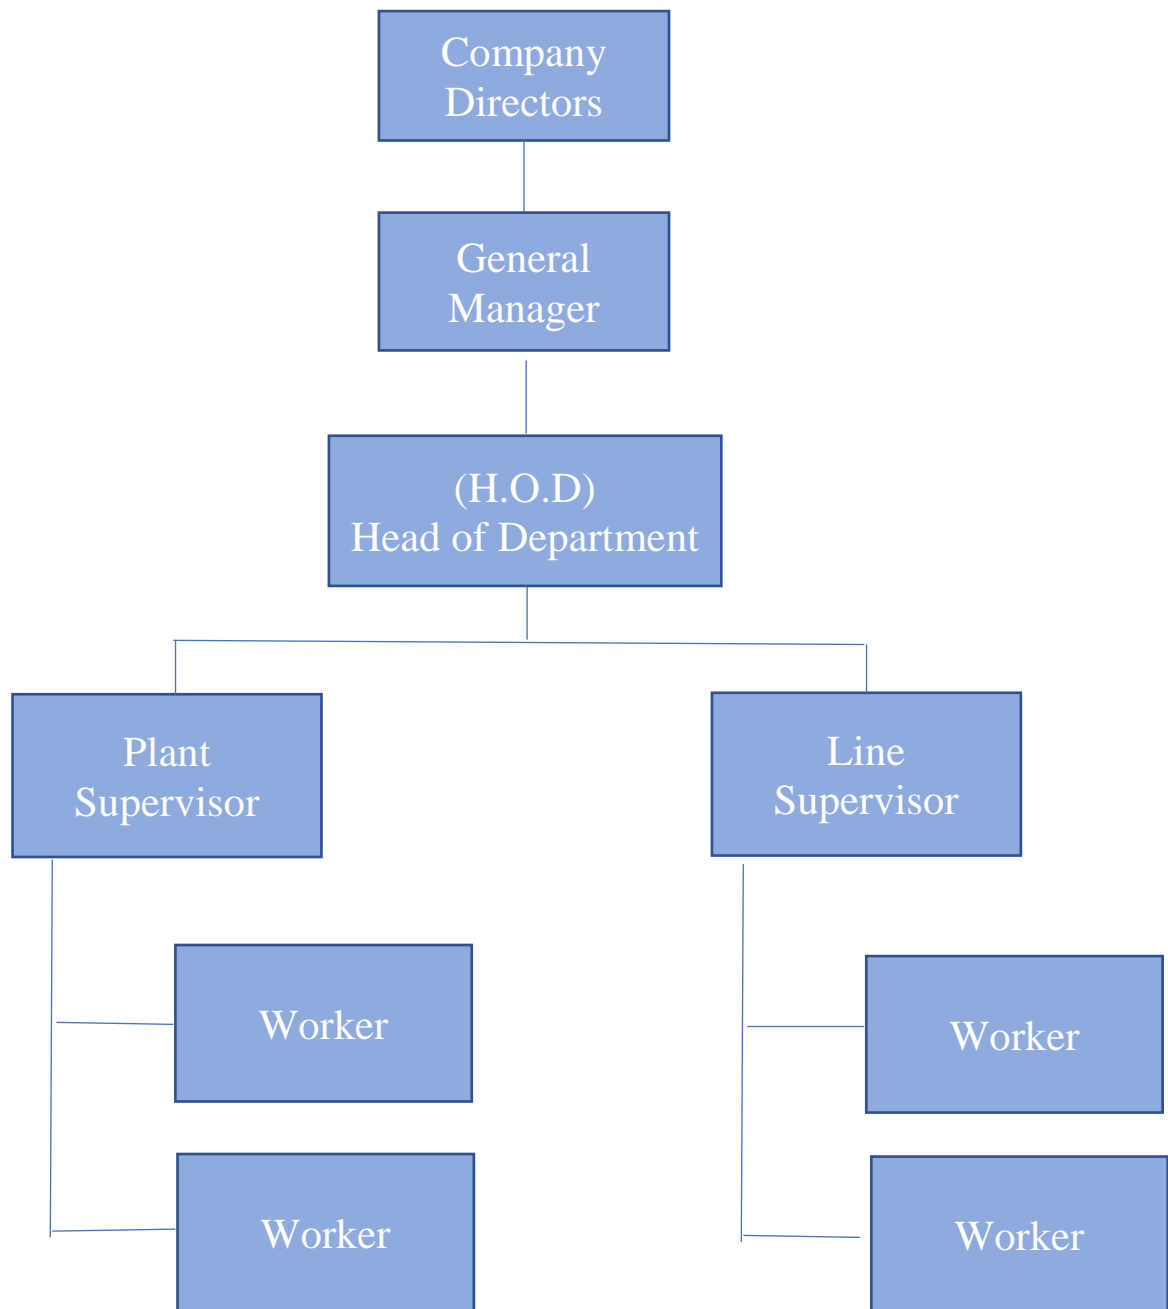 Company
Directors
General
Manager
(H.O.D)
Head of Department
Plant
Supervisor
Line
Supervisor
Worker
Worker
Worker
Worker